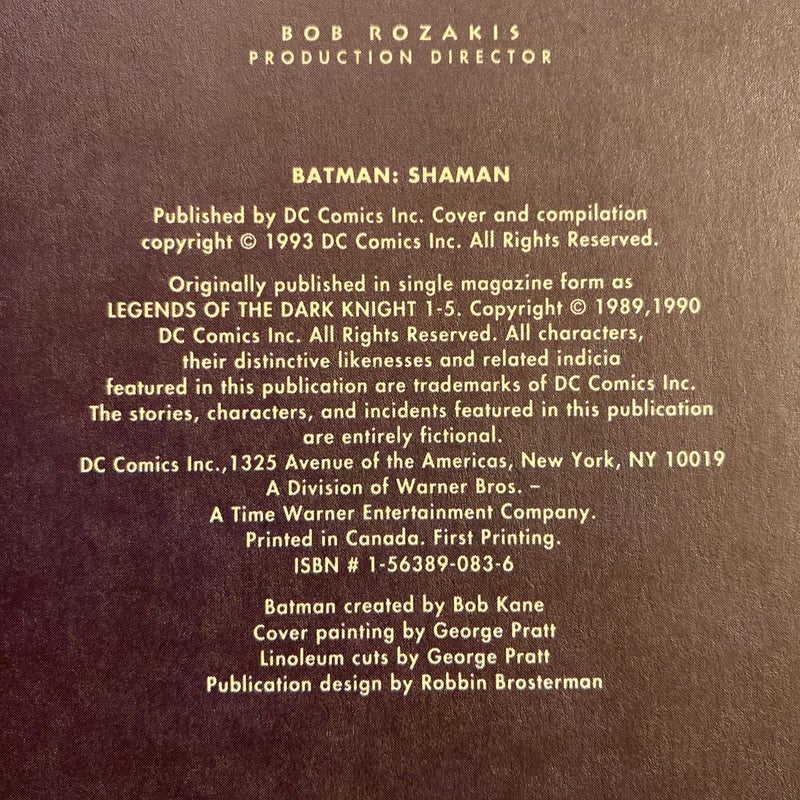 BOB ROZAKIS
PRODUCTION DIRECTOR
BATMAN: SHAMAN
Published by DC Comics Inc. Cover and compilation
copyright © 1993 DC Comics Inc. All Rights Reserved.
Originally published in single magazine form as
LEGENDS OF THE DARK KNIGHT 1-5. Copyright © 1989,1990
DC Comics Inc. All Rights Reserved. All characters,
their distinctive likenesses and related indicia
featured in this publication are trademarks of DC Comics Inc.
The stories, characters, and incidents featured in this publication
are entirely fictional.
DC Comics Inc.,1325 Avenue of the Americas, New York, NY 10019
A Division of Warner Bros. –
A Time Warner Entertainment Company.
Printed in Canada. First Printing.
ISBN # 1-56389-083-6
Batman created by Bob Kane
Cover painting by George Pratt
Linoleum cuts by George Pratt
Publication design by Robbin Brosterman